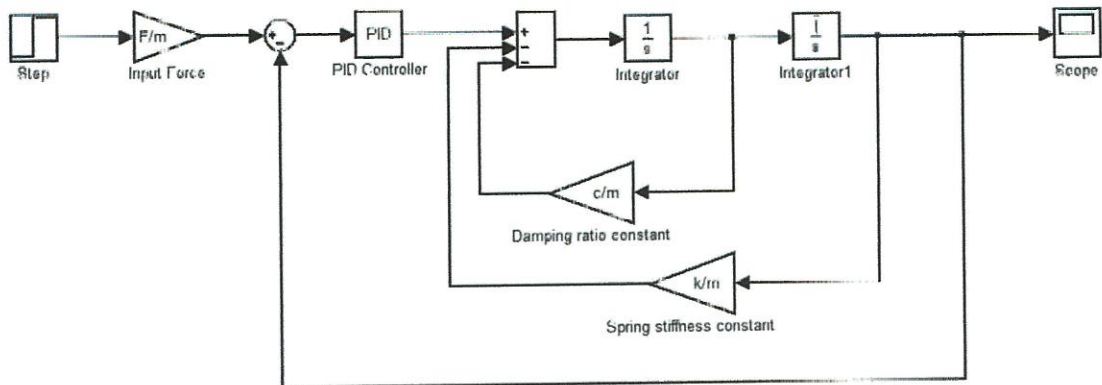 F/m
PID
+
−
−
1
s
1
s
+
−
Step
Input Force
PID Controller
Integrator
Integrator1
Scope
c/m
Damping ratio constant
k/m
Spring stiffness constant